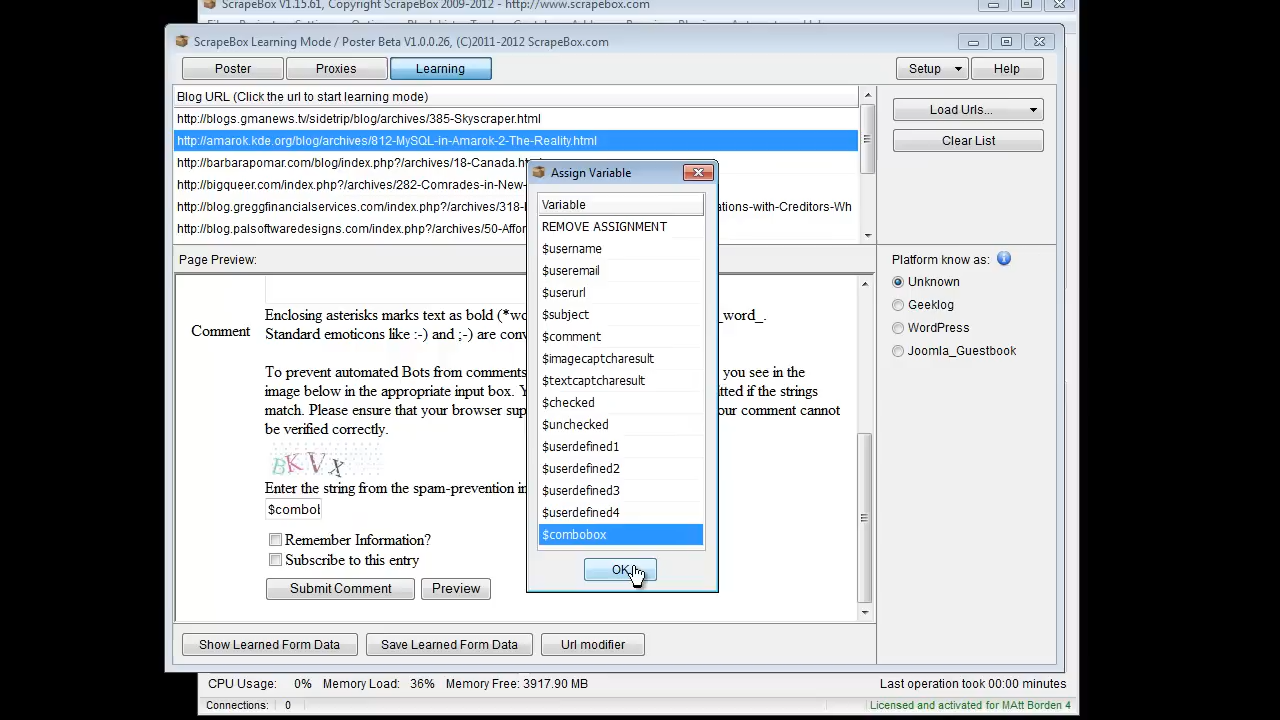 ScrapeBox V1.15.61, Copyright ScrapeBox 2009-2012 - http://www.scrapebox.com
ScrapeBox Learning Mode / Poster Beta V1.0.0.26, (C)2011-2012 ScrapeBox.com
Poster
Proxies
Learning
Setup
Help
Blog URL (Click the url to start learning mode)
http://blogs.gmanews.tv/sidetrip/blog/archives/385-Skyscraper.html
http://amarok.kde.org/blog/archives/812-MySQL-in-Amarok-2-The-Reality.html
http://barbarapomar.com/blog/index.php?/archives/18-Canada.h
http://bigqueer.com/index.php?/archives/282-Comrades-in-New-
http://blog.greggfinancialservices.com/index.php?/archives/318- ations-with-Creditors-Wh
http://blog.palsoftwaredesigns.com/index.php?/archives/50-Affor
Load Urls...
Clear List
Page Preview:
Platform know as:
Unknown
Geeklog
WordPress
Joomla_Guestbook
Comment
Enclosing asterisks marks text as bold (*wo _word_.
Standard emoticons like :-) and ;-) are con
To prevent automated Bots from comments you see in the
image below in the appropriate input box. Y itted if the strings
match. Please ensure that your browser sup our comment cannot
be verified correctly.
BKVX
Enter the string from the spam-prevention in
$combol
Remember Information?
Subscribe to this entry
Submit Comment
Preview
Assign Variable
Variable
REMOVE ASSIGNMENT
$username
$useremail
$userurl
$subject
$comment
$imagecaptcharesult
$textcaptcharesult
$checked
$unchecked
$userdefined1
$userdefined2
$userdefined3
$userdefined4
$combobox
OK
Show Learned Form Data
Save Learned Form Data
Url modifier
CPU Usage: 0% Memory Load: 36% Memory Free: 3917.90 MB
Last operation took 00:00 minutes
Connections: 0
Licensed and activated for MAtt Borden 4